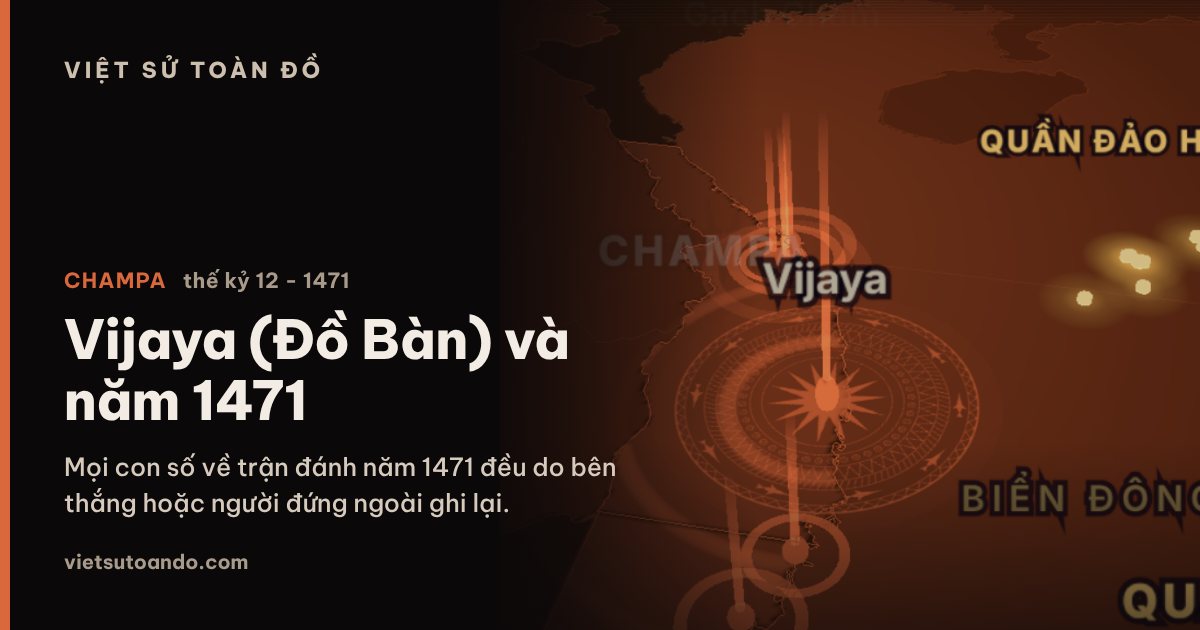 VIỆT SỬ TOÀN ĐỒ
CHAMPA thế kỷ 12 - 1471
Vijaya (Đồ Bàn) và
năm 1471
Mọi con số về trận đánh năm 1471 đều do bên
thắng hoặc người đứng ngoài ghi lại.
vietsutoando.com
QUẦN ĐẢO H
CHAMPA
Vijaya
BIỂN ĐÔNG
QU